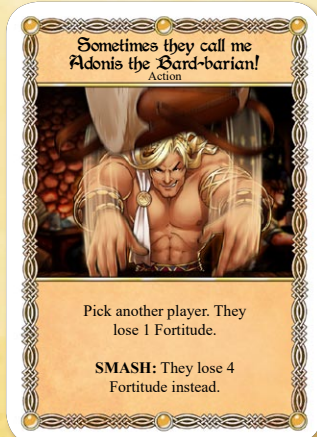 Sometimes they call me
Adonis the Bard-barian!
Action
Pick another player. They
lose 1 Fortitude.
SMASH: They lose 4
Fortitude instead.